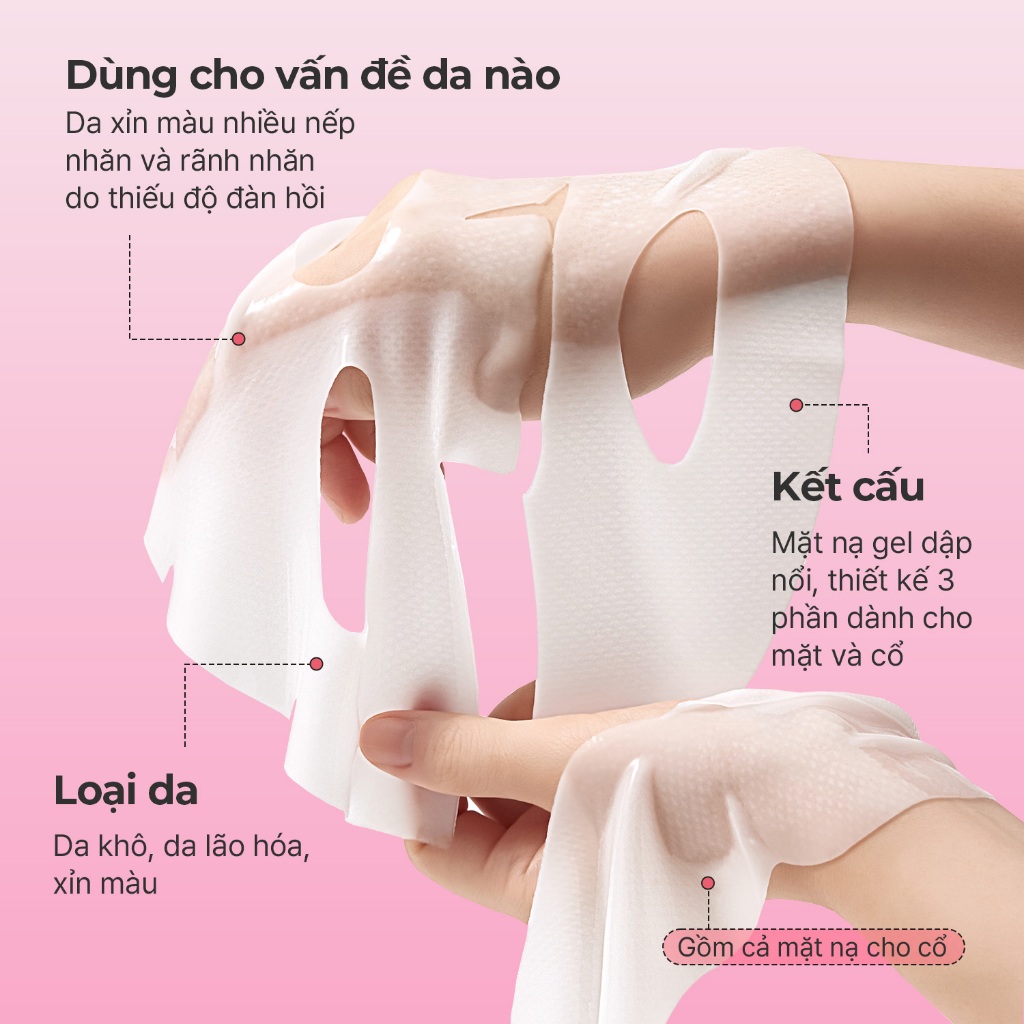 Dùng cho vấn đề da nào
Da xỉn màu nhiều nếp
nhăn và rãnh nhăn
do thiếu độ đàn hồi
Kết cấu
Mặt nạ gel dập
nổi, thiết kế 3
phần dành cho
mặt và cổ
Loại da
Da khô, da lão hóa,
xỉn màu
Gồm cả mặt nạ cho cổ